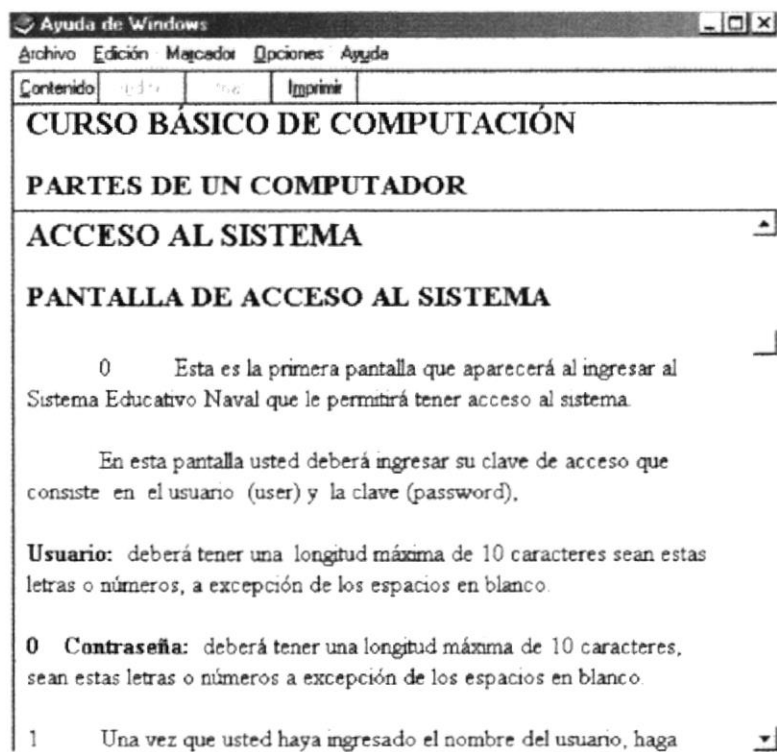 Ayuda de Windows
Archivo Edición Marcador Opciones Ayuda
Contenido Imprimir
CURSO BÁSICO DE COMPUTACIÓN
PARTES DE UN COMPUTADOR
ACCESO AL SISTEMA
PANTALLA DE ACCESO AL SISTEMA
0 Esta es la primera pantalla que aparecerá al ingresar al
Sistema Educativo Naval que le permitirá tener acceso al sistema.
En esta pantalla usted deberá ingresar su clave de acceso que
consiste en el usuario (user) y la clave (password),
Usuario: deberá tener una longitud máxima de 10 caracteres sean estas
letras o números, a excepción de los espacios en blanco.
0 Contraseña: deberá tener una longitud máxima de 10 caracteres,
sean estas letras o números a excepción de los espacios en blanco.
1 Una vez que usted haya ingresado el nombre del usuario, haga